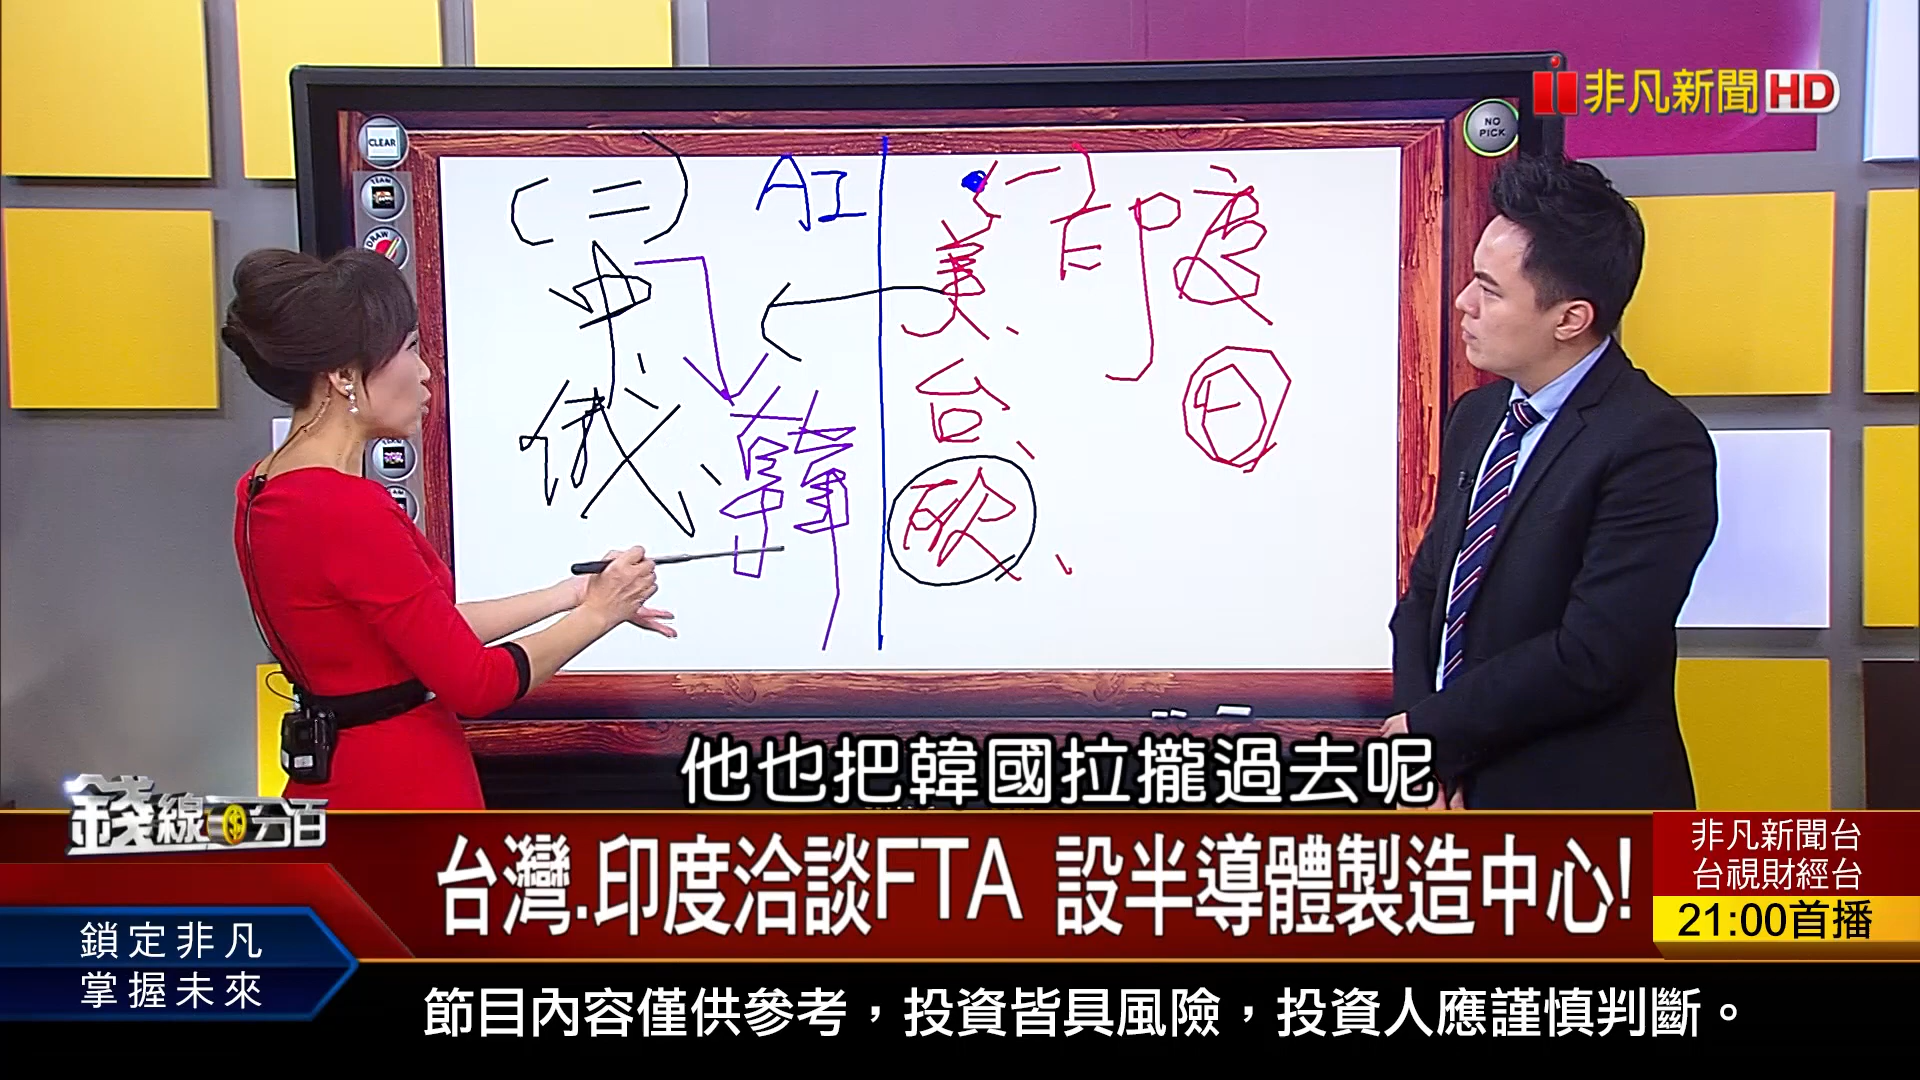 非凡新聞HD
CLEAR
TEAM
DRAW
NO
PICK
(二) AI (一)
中、
俄、
韓
美、
台、
歐、
印度
日
他也把韓國拉攏過去呢
錢線百分百
台灣.印度洽談FTA 設半導體製造中心!
非凡新聞台
台視財經台
21:00首播
鎖定非凡
掌握未來
節目內容僅供參考，投資皆具風險，投資人應謹慎判斷。